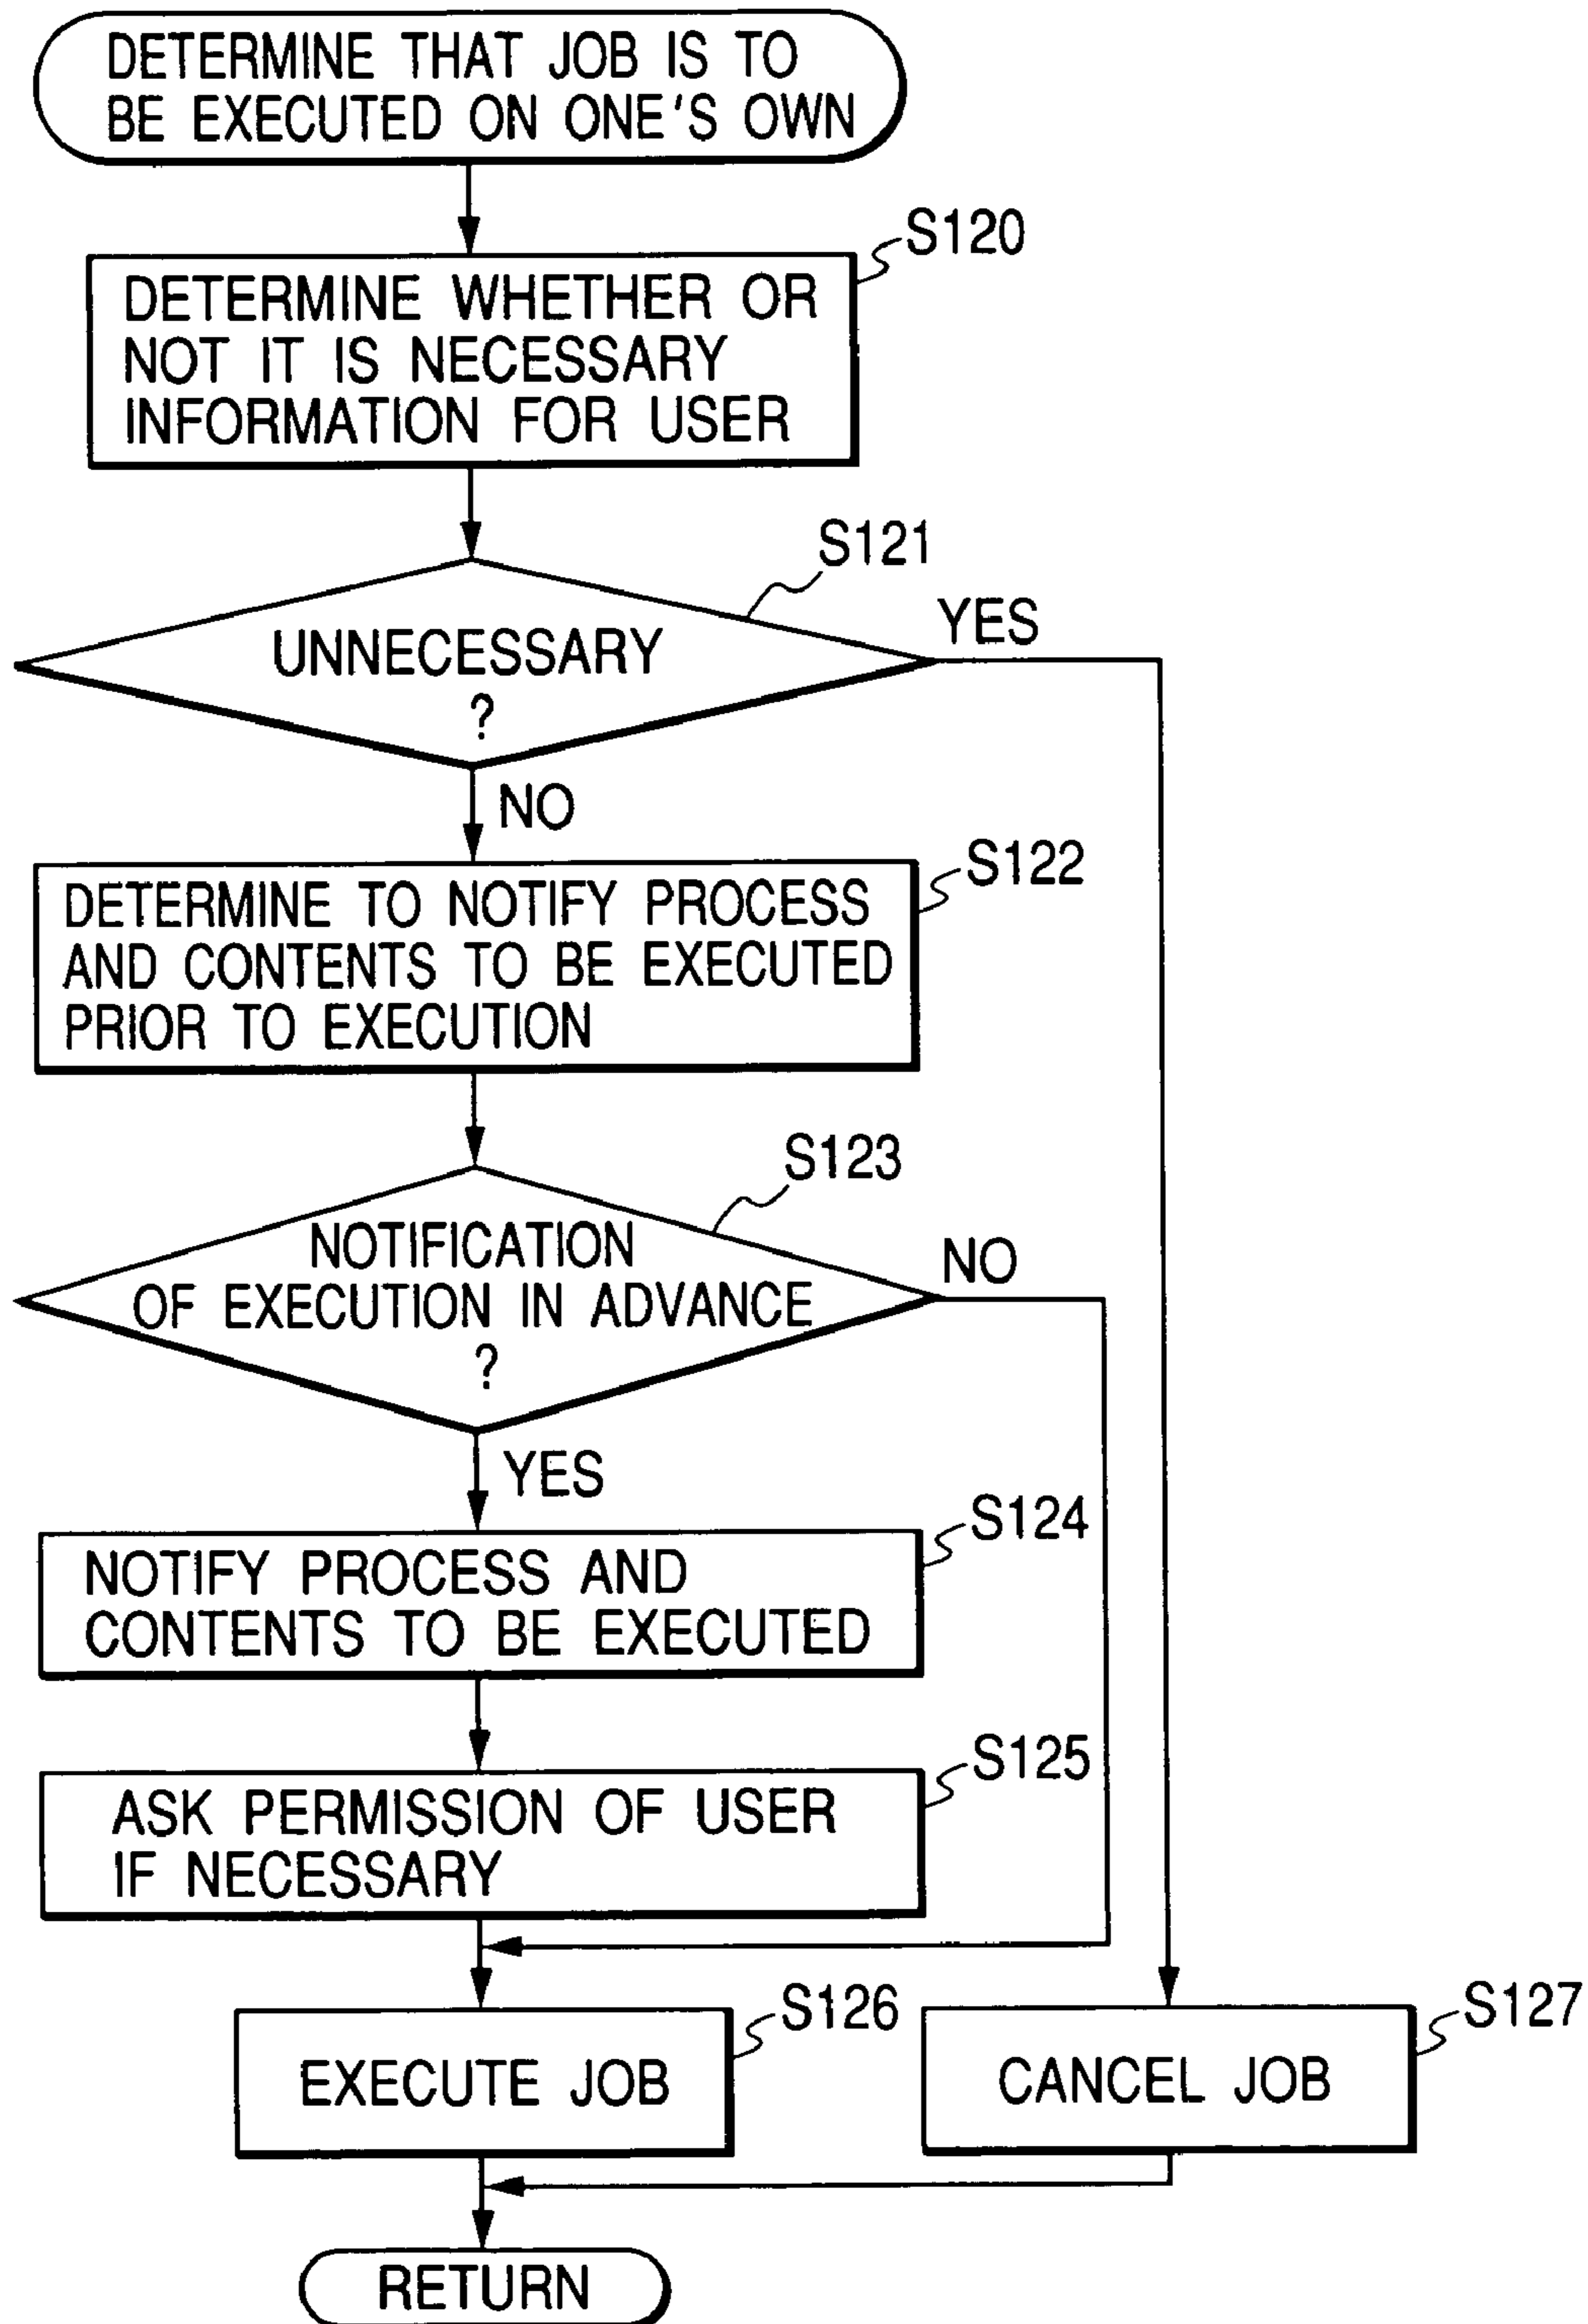 DETERMINE THAT JOB IS TO
BE EXECUTED ON ONE'S OWN
S120
DETERMINE WHETHER OR
NOT IT IS NECESSARY
INFORMATION FOR USER
S121
UNNECESSARY
?
YES
NO
S122
DETERMINE TO NOTIFY PROCESS
AND CONTENTS TO BE EXECUTED
PRIOR TO EXECUTION
S123
NOTIFICATION
OF EXECUTION IN ADVANCE
?
NO
YES
S124
NOTIFY PROCESS AND
CONTENTS TO BE EXECUTED
S125
ASK PERMISSION OF USER
IF NECESSARY
S126
EXECUTE JOB
S127
CANCEL JOB
RETURN